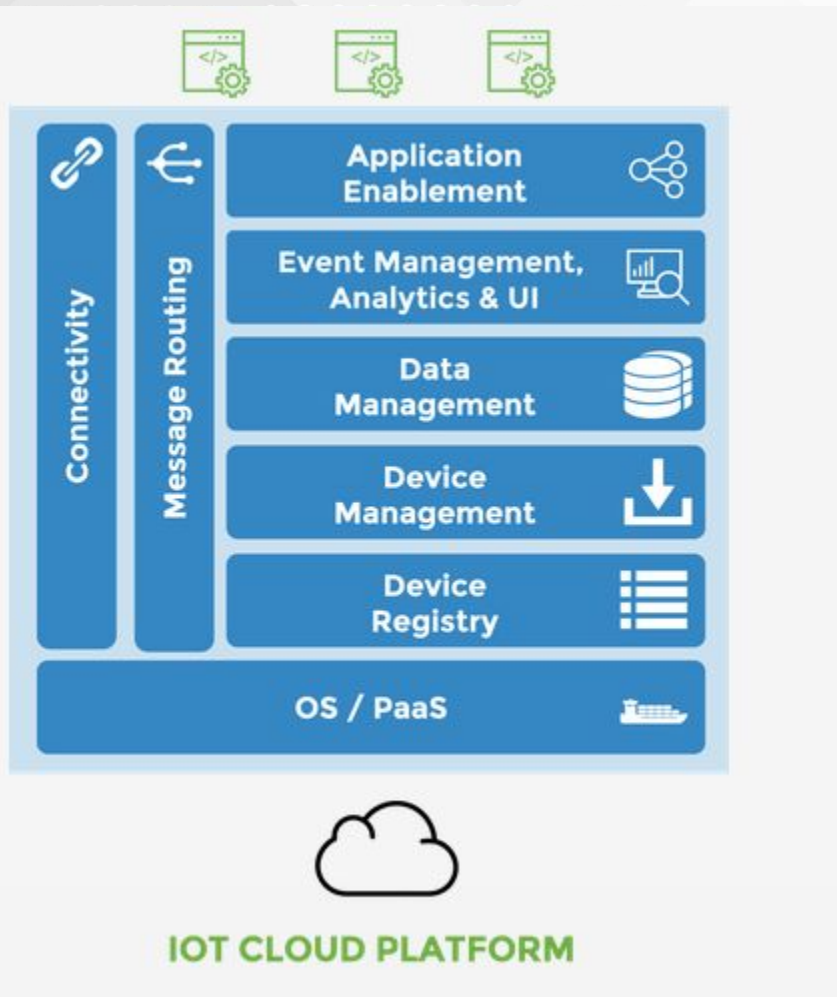 Connectivity
Message Routing
Application
Enablement
Event Management,
Analytics & UI
Data
Management
Device
Management
Device
Registry
OS / PaaS
IOT CLOUD PLATFORM